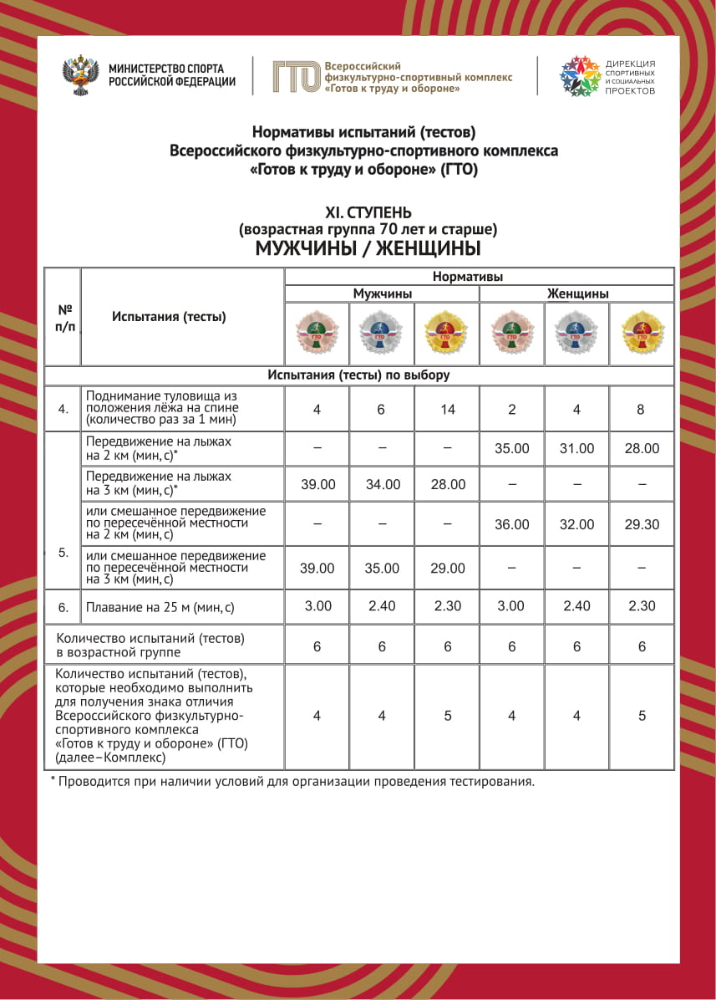 МИНИСТЕРСТВО СПОРТА
РОССИЙСКОЙ ФЕДЕРАЦИИ
ГТО
Всероссийский
физкультурно-спортивный комплекс
«Готов к труду и обороне»
ДИРЕКЦИЯ
СПОРТИВНЫХ
И СОЦИАЛЬНЫХ
ПРОЕКТОВ
Нормативы испытаний (тестов)
Всероссийского физкультурно-спортивного комплекса
«Готов к труду и обороне» (ГТО)
XI. СТУПЕНЬ
(возрастная группа 70 лет и старше)
МУЖЧИНЫ / ЖЕНЩИНЫ
№
п/п
Испытания (тесты)
Нормативы
Мужчины Женщины
ГТО ГТО ГТО ГТО ГТО ГТО
Испытания (тесты) по выбору
4.
Поднимание туловища из
положения лёжа на спине
(количество раз за 1 мин)
4 6 14 2 4 8
5.
Передвижение на лыжах
на 2 км (мин, с)*
– – – 35.00 31.00 28.00
Передвижение на лыжах
на 3 км (мин, с)*
39.00 34.00 28.00 – – –
или смешанное передвижение
по пересечённой местности
на 2 км (мин, с)
– – – 36.00 32.00 29.30
или смешанное передвижение
по пересечённой местности
на 3 км (мин, с)
39.00 35.00 29.00 – – –
6. Плавание на 25 м (мин, с) 3.00 2.40 2.30 3.00 2.40 2.30
Количество испытаний (тестов)
в возрастной группе
6 6 6 6 6 6
Количество испытаний (тестов),
которые необходимо выполнить
для получения знака отличия
Всероссийского физкультурно-
спортивного комплекса
«Готов к труду и обороне» (ГТО)
(далее–Комплекс)
4 4 5 4 4 5
* Проводится при наличии условий для организации проведения тестирования.